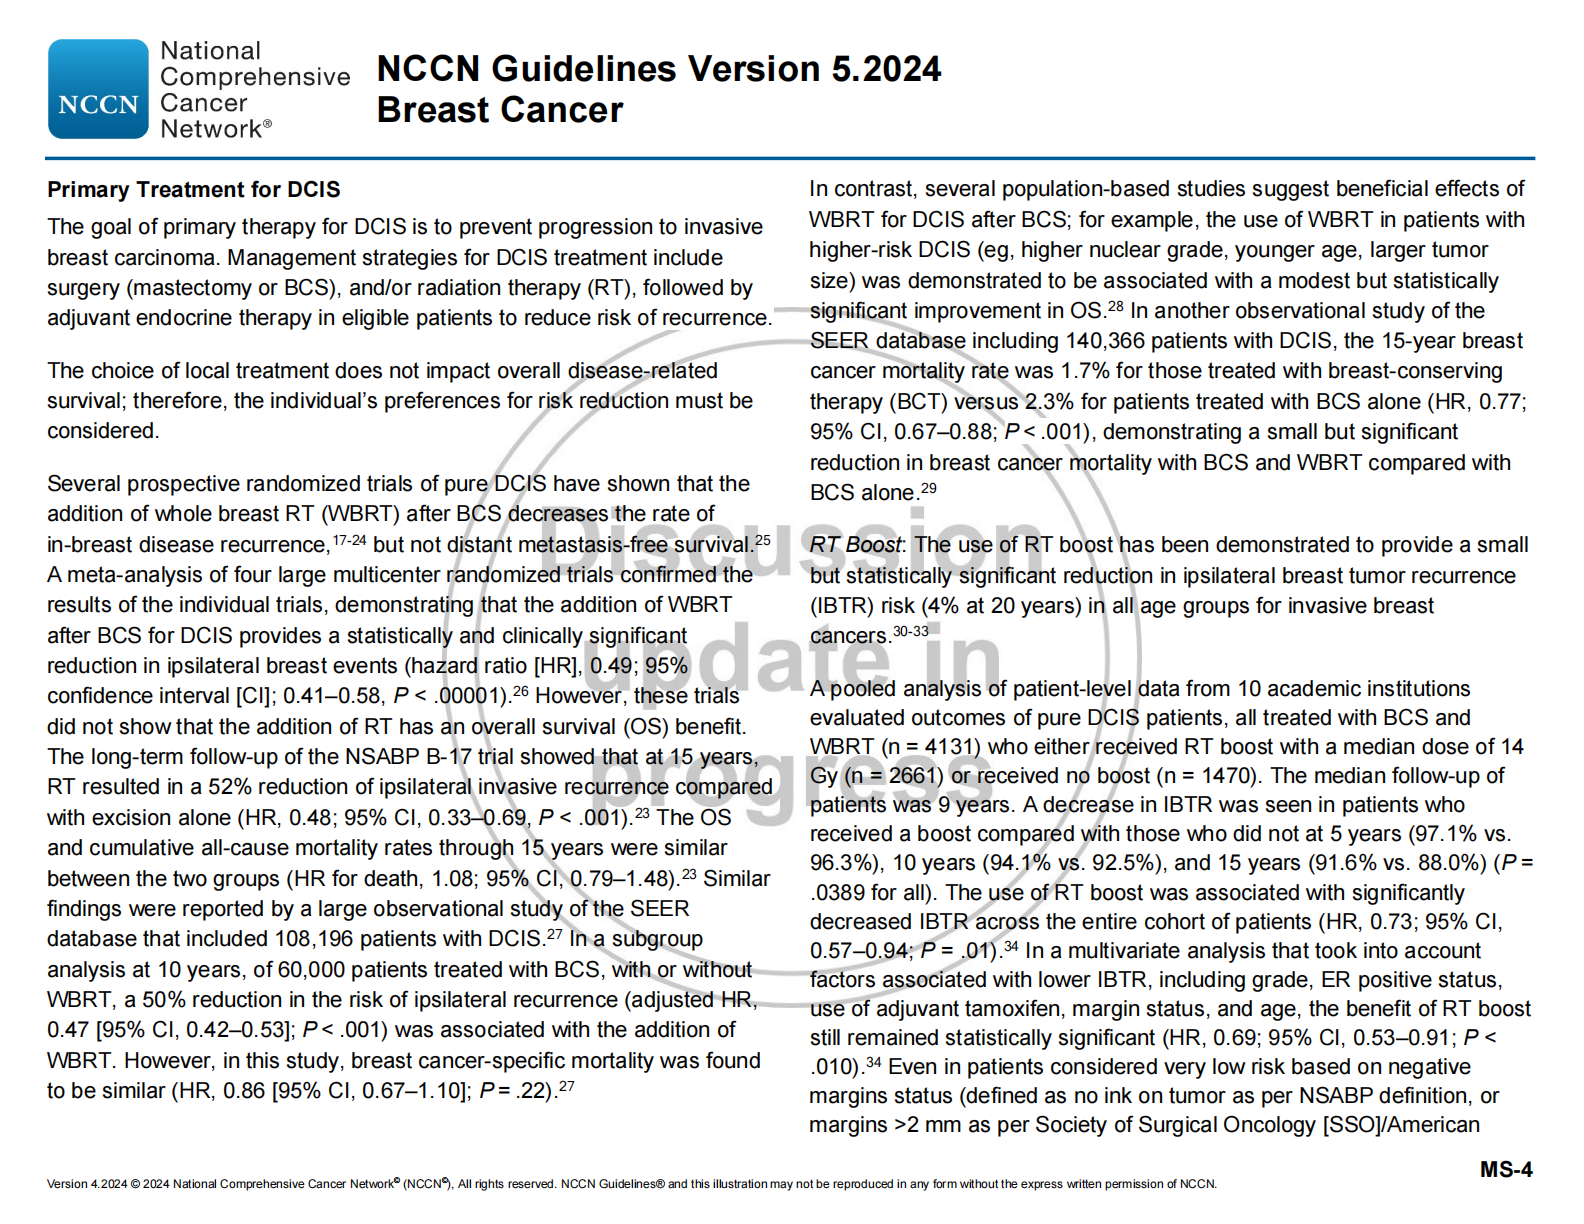 National
Comprehensive
Cancer
Network®
NCCN
NCCN Guidelines Version 5.2024
Breast Cancer
Primary Treatment for DCIS
The goal of primary therapy for DCIS is to prevent progression to invasive
breast carcinoma. Management strategies for DCIS treatment include
surgery (mastectomy or BCS), and/or radiation therapy (RT), followed by
adjuvant endocrine therapy in eligible patients to reduce risk of recurrence.
The choice of local treatment does not impact overall disease-related
survival; therefore, the individual’s preferences for risk reduction must be
considered.
Several prospective randomized trials of pure DCIS have shown that the
addition of whole breast RT (WBRT) after BCS decreases the rate of
in-breast disease recurrence,17-24 but not distant metastasis-free survival.25
A meta-analysis of four large multicenter randomized trials confirmed the
results of the individual trials, demonstrating that the addition of WBRT
after BCS for DCIS provides a statistically and clinically significant
reduction in ipsilateral breast events (hazard ratio [HR], 0.49; 95%
confidence interval [CI]; 0.41–0.58, P < .00001).26 However, these trials
did not show that the addition of RT has an overall survival (OS) benefit.
The long-term follow-up of the NSABP B-17 trial showed that at 15 years,
RT resulted in a 52% reduction of ipsilateral invasive recurrence compared
with excision alone (HR, 0.48; 95% CI, 0.33–0.69, P < .001).23 The OS
and cumulative all-cause mortality rates through 15 years were similar
between the two groups (HR for death, 1.08; 95% CI, 0.79–1.48).23 Similar
findings were reported by a large observational study of the SEER
database that included 108,196 patients with DCIS.27 In a subgroup
analysis at 10 years, of 60,000 patients treated with BCS, with or without
WBRT, a 50% reduction in the risk of ipsilateral recurrence (adjusted HR,
0.47 [95% CI, 0.42–0.53]; P < .001) was associated with the addition of
WBRT. However, in this study, breast cancer-specific mortality was found
to be similar (HR, 0.86 [95% CI, 0.67–1.10]; P = .22).27
In contrast, several population-based studies suggest beneficial effects of
WBRT for DCIS after BCS; for example, the use of WBRT in patients with
higher-risk DCIS (eg, higher nuclear grade, younger age, larger tumor
size) was demonstrated to be associated with a modest but statistically
significant improvement in OS.28 In another observational study of the
SEER database including 140,366 patients with DCIS, the 15-year breast
cancer mortality rate was 1.7% for those treated with breast-conserving
therapy (BCT) versus 2.3% for patients treated with BCS alone (HR, 0.77;
95% CI, 0.67–0.88; P < .001), demonstrating a small but significant
reduction in breast cancer mortality with BCS and WBRT compared with
BCS alone.29
RT Boost: The use of RT boost has been demonstrated to provide a small
but statistically significant reduction in ipsilateral breast tumor recurrence
(IBTR) risk (4% at 20 years) in all age groups for invasive breast
cancers.30-33
A pooled analysis of patient-level data from 10 academic institutions
evaluated outcomes of pure DCIS patients, all treated with BCS and
WBRT (n = 4131) who either received RT boost with a median dose of 14
Gy (n = 2661) or received no boost (n = 1470). The median follow-up of
patients was 9 years. A decrease in IBTR was seen in patients who
received a boost compared with those who did not at 5 years (97.1% vs.
96.3%), 10 years (94.1% vs. 92.5%), and 15 years (91.6% vs. 88.0%) (P =
.0389 for all). The use of RT boost was associated with significantly
decreased IBTR across the entire cohort of patients (HR, 0.73; 95% CI,
0.57–0.94; P = .01).34 In a multivariate analysis that took into account
factors associated with lower IBTR, including grade, ER positive status,
use of adjuvant tamoxifen, margin status, and age, the benefit of RT boost
still remained statistically significant (HR, 0.69; 95% CI, 0.53–0.91; P <
.010).34 Even in patients considered very low risk based on negative
margins status (defined as no ink on tumor as per NSABP definition, or
margins >2 mm as per Society of Surgical Oncology [SSO]/American
Discussion
update in
progress
MS-4
Version 4.2024 © 2024 National Comprehensive Cancer Network© (NCCN©), All rights reserved. NCCN Guidelines® and this illustration may not be reproduced in any form without the express written permission of NCCN.